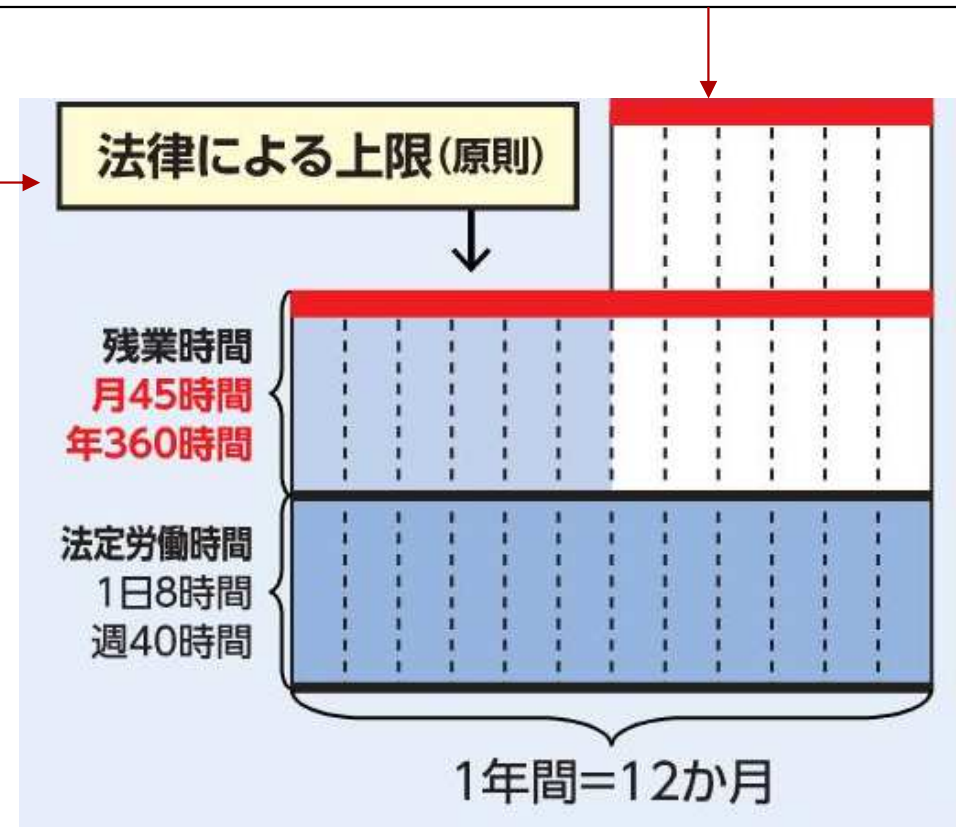 法律による上限(原則)
残業時間
月45時間
年360時間
法定労働時間
1日8時間
週40時間
1年間=12か月